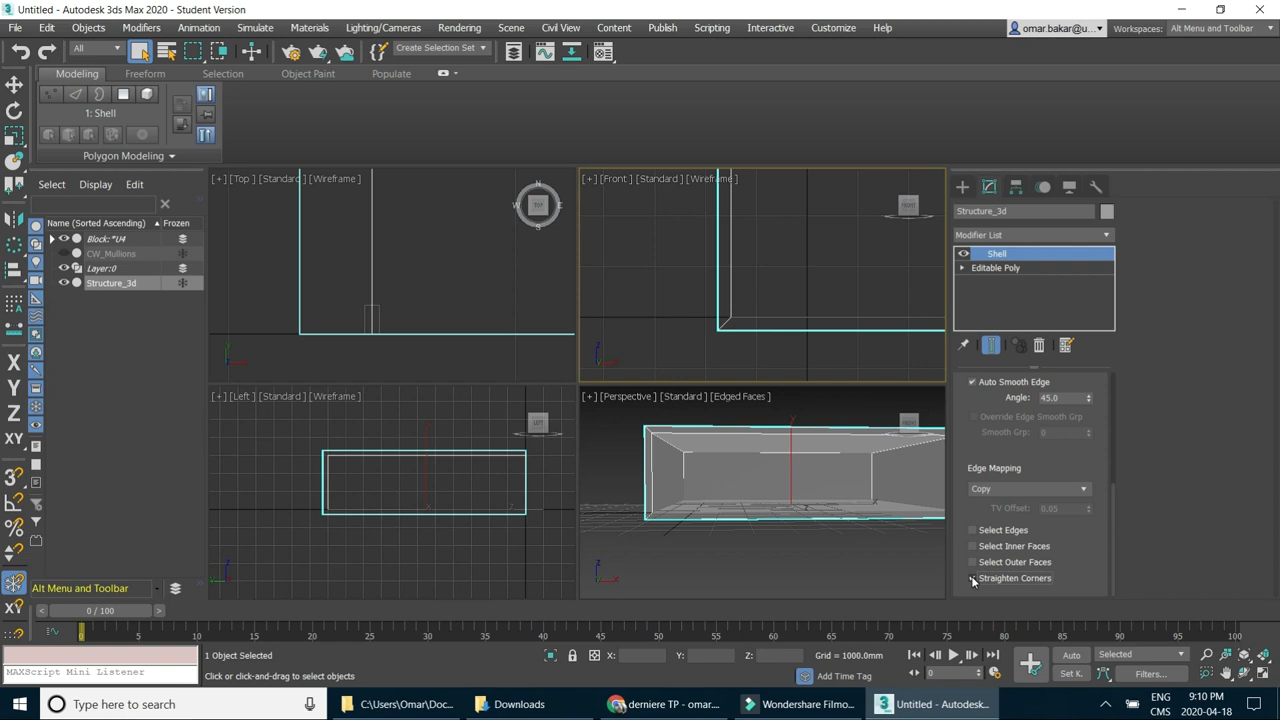 Untitled - Autodesk 3ds Max 2020 - Student Version
File Edit Objects Modifiers Animation Simulate Materials Lighting/Cameras Rendering Scene Civil View Content Publish Scripting Interactive Customize Help omar.bakar@u... Workspaces: Alt Menu and Toolbar
All Create Selection Set
Modeling Freeform Selection Object Paint Populate
1: Shell
Polygon Modeling
Select Display Edit
Name (Sorted Ascending) Frozen
Block:*U4
CW_Mullions
Layer:0
Structure_3d
[+] [Top] [Standard] [Wireframe]
N
W TOP E
S
[+] [Front] [Standard] [Wireframe]
FRONT
[+] [Left] [Standard] [Wireframe]
LEFT
[+] [Perspective] [Standard] [Edged Faces]
Structure_3d
Modifier List
Shell
Editable Poly
Auto Smooth Edge
Angle: 45.0
Override Edge Smooth Grp
Smooth Grp: 0
Edge Mapping
Copy
TV Offset: 0.05
Select Edges
Select Inner Faces
Select Outer Faces
Straighten Corners
X
Y
Z
XY
Alt Menu and Toolbar
0 / 100
0 5 10 15 20 25 30 35 40 45 50 55 60 65 70 75 80 85 90 95 100
MAXScript Mini Listener
1 Object Selected
Click or click-and-drag to select objects
X: Y: Z: Grid = 1000.0mm
Add Time Tag
0
Auto Selected
Set K. Filters...
Type here to search
C:\Users\Omar\Doc...
Downloads
derniere TP - omar....
Wondershare Filmo...
Untitled - Autodesk...
ENG
CMS
9:10 PM
2020-04-18